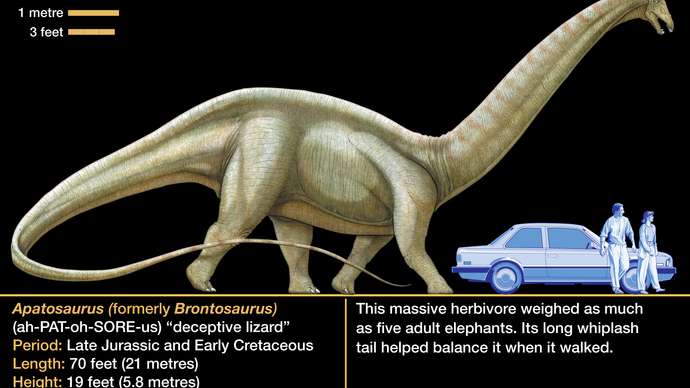 1 metre
3 feet
Apatosaurus (formerly Brontosaurus)
(ah-PAT-oh-SORE-us) “deceptive lizard”
Period: Late Jurassic and Early Cretaceous
Length: 70 feet (21 metres)
Height: 19 feet (5.8 metres)
This massive herbivore weighed as much
as five adult elephants. Its long whiplash
tail helped balance it when it walked.